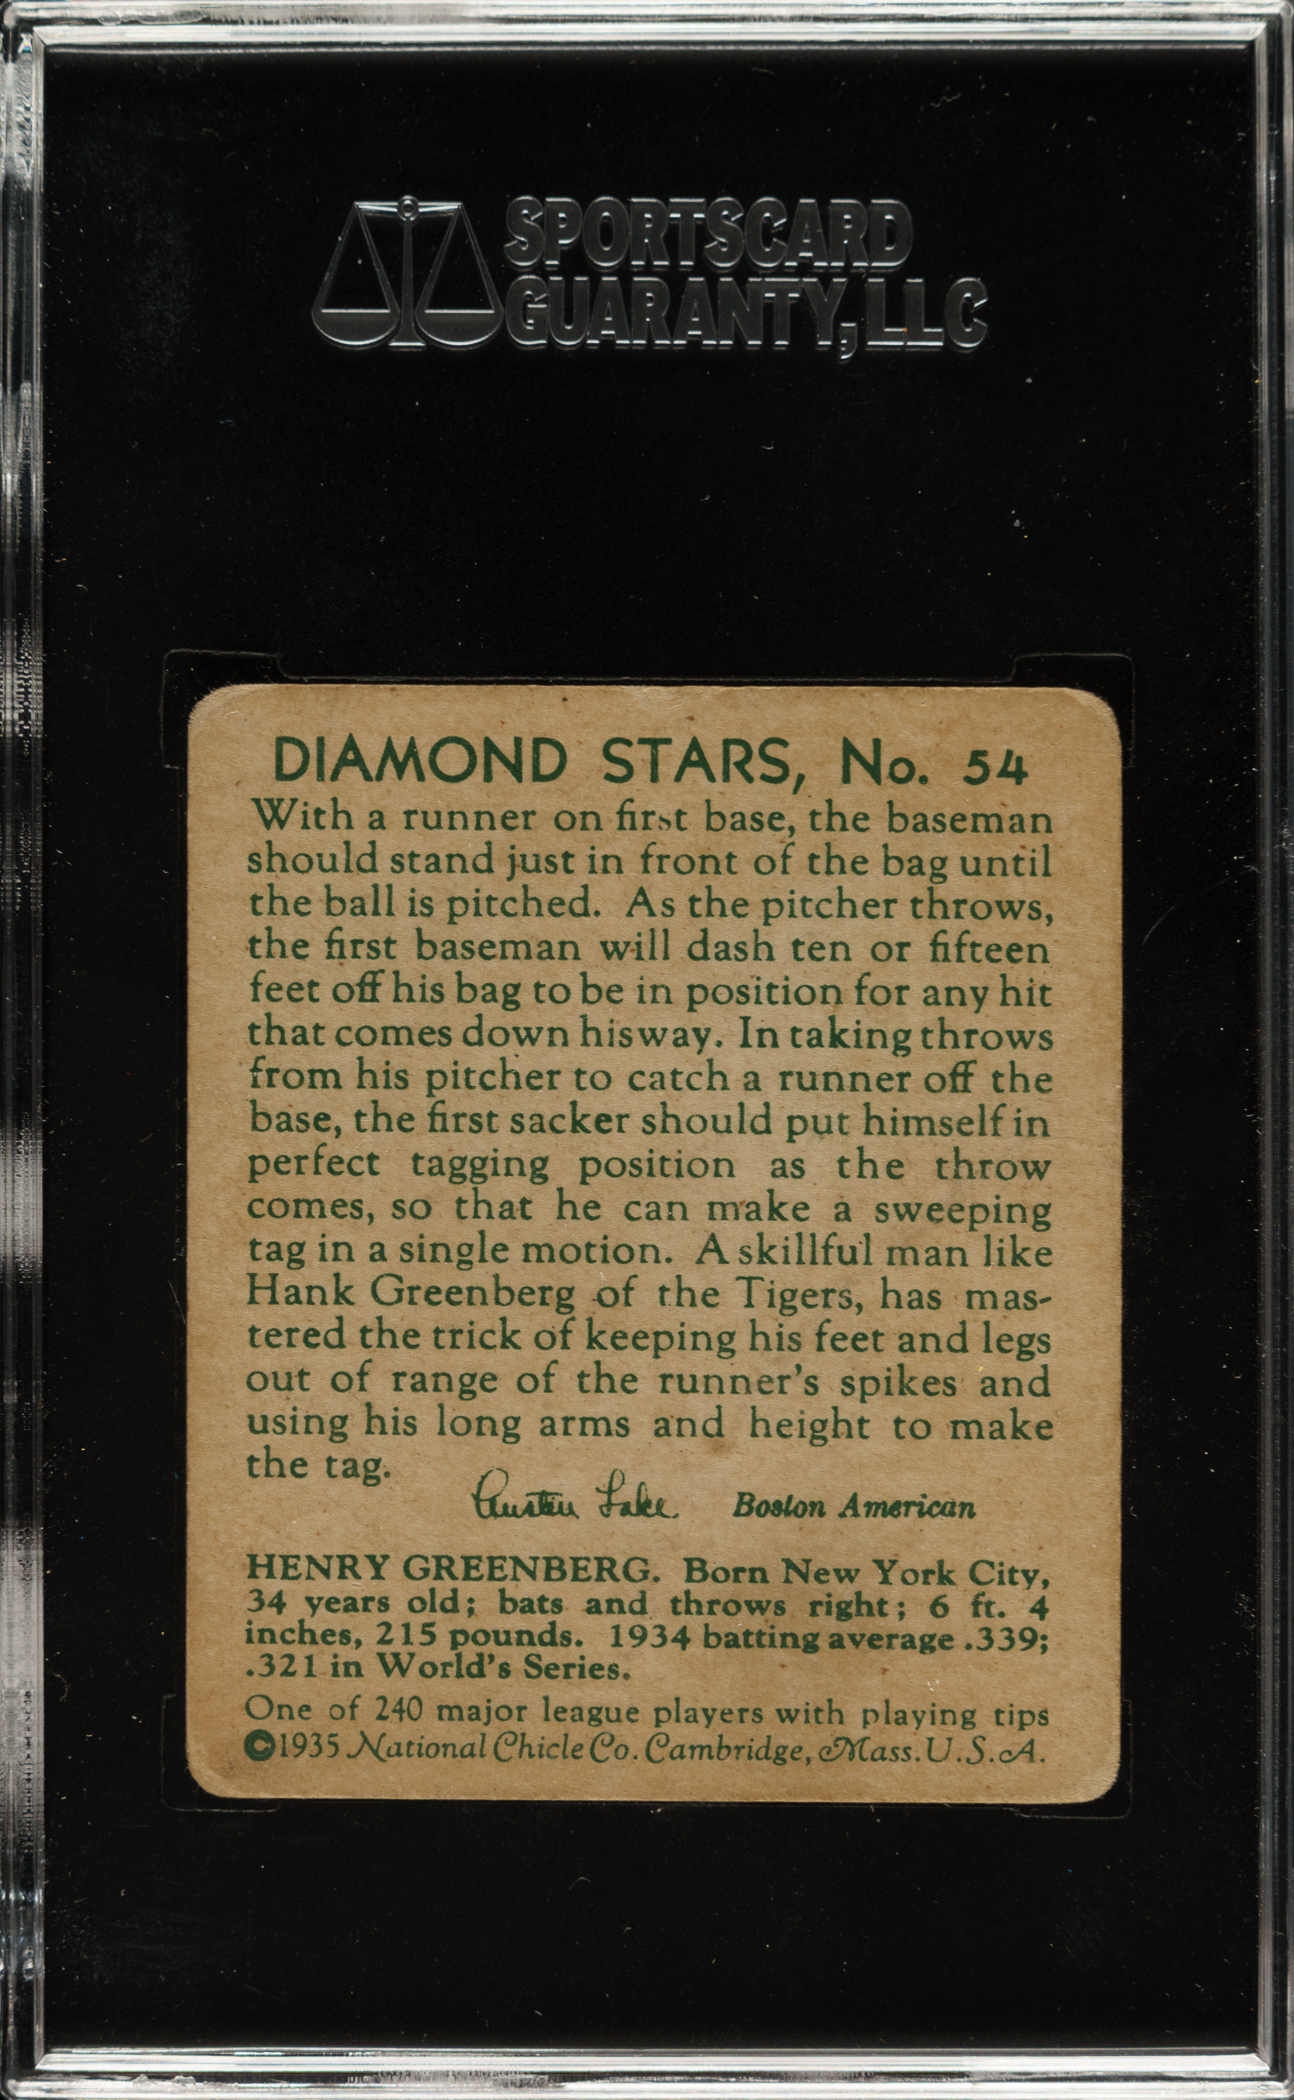 SPORTSCARD
GUARANTY, LLC
DIAMOND STARS, No. 54
With a runner on first base, the baseman
should stand just in front of the bag until
the ball is pitched. As the pitcher throws,
the first baseman will dash ten or fifteen
feet off his bag to be in position for any hit
that comes down his way. In taking throws
from his pitcher to catch a runner off the
base, the first sacker should put himself in
perfect tagging position as the throw
comes, so that he can make a sweeping
tag in a single motion. A skillful man like
Hank Greenberg of the Tigers, has mas-
tered the trick of keeping his feet and legs
out of range of the runner's spikes and
using his long arms and height to make
the tag.
Austen Lake Boston American
HENRY GREENBERG. Born New York City,
34 years old; bats and throws right; 6 ft. 4
inches, 215 pounds. 1934 batting average .339;
.321 in World's Series.
One of 240 major league players with playing tips
©1935 National Chicle Co. Cambridge, Mass. U.S.A.